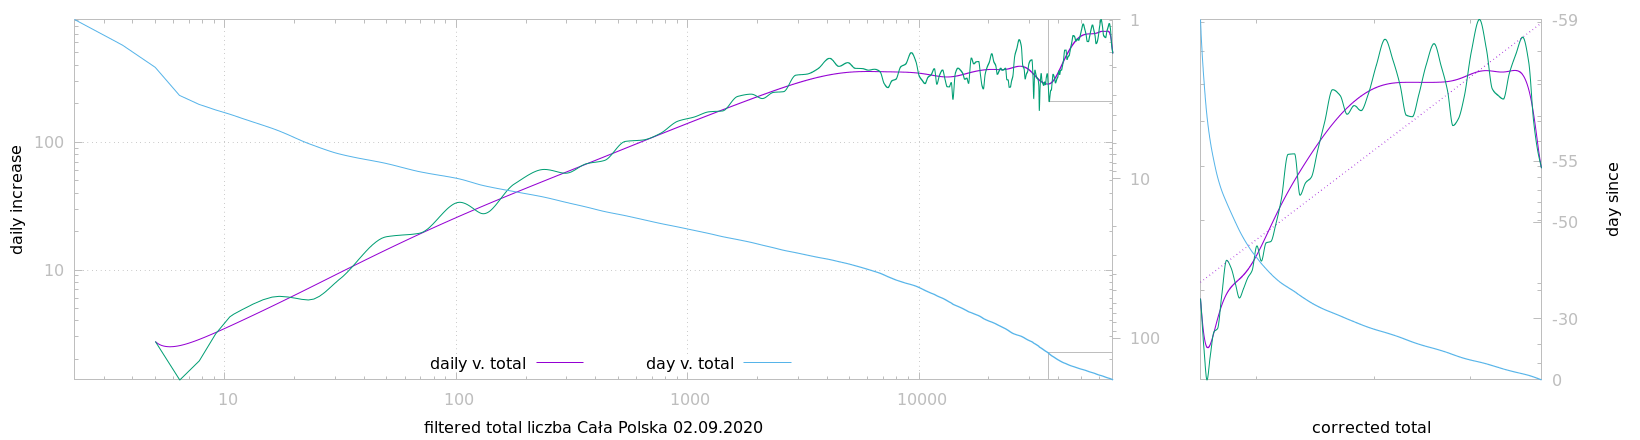 daily increase
100
10
daily v. total
day v. total
10
100
1000
10000
filtered total liczba Cała Polska 02.09.2020
1
10
100
-59
-55
-50
-30
0
day since
corrected total